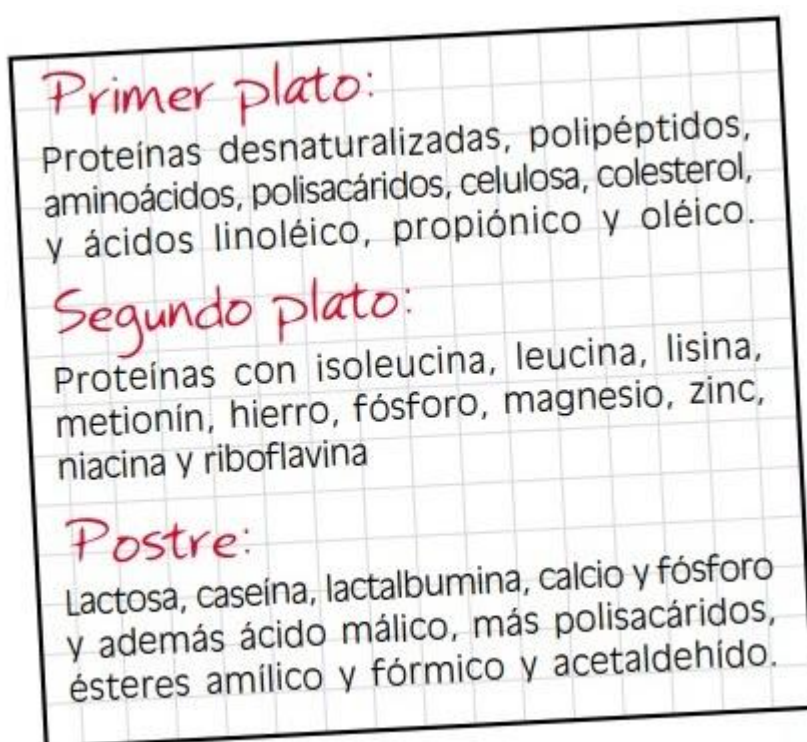 Primer plato:
Proteínas desnaturalizadas, polipéptidos,
aminoácidos, polisacáridos, celulosa, colesterol,
y ácidos linoléico, propiónico y oléico.
Segundo plato:
Proteínas con isoleucina, leucina, lisina,
metionín, hierro, fósforo, magnesio, zinc,
niacina y riboflavina
Postre:
Lactosa, caseína, lactalbumina, calcio y fósforo
y además ácido málico, más polisacáridos,
ésteres amílico y fórmico y acetaldehído.